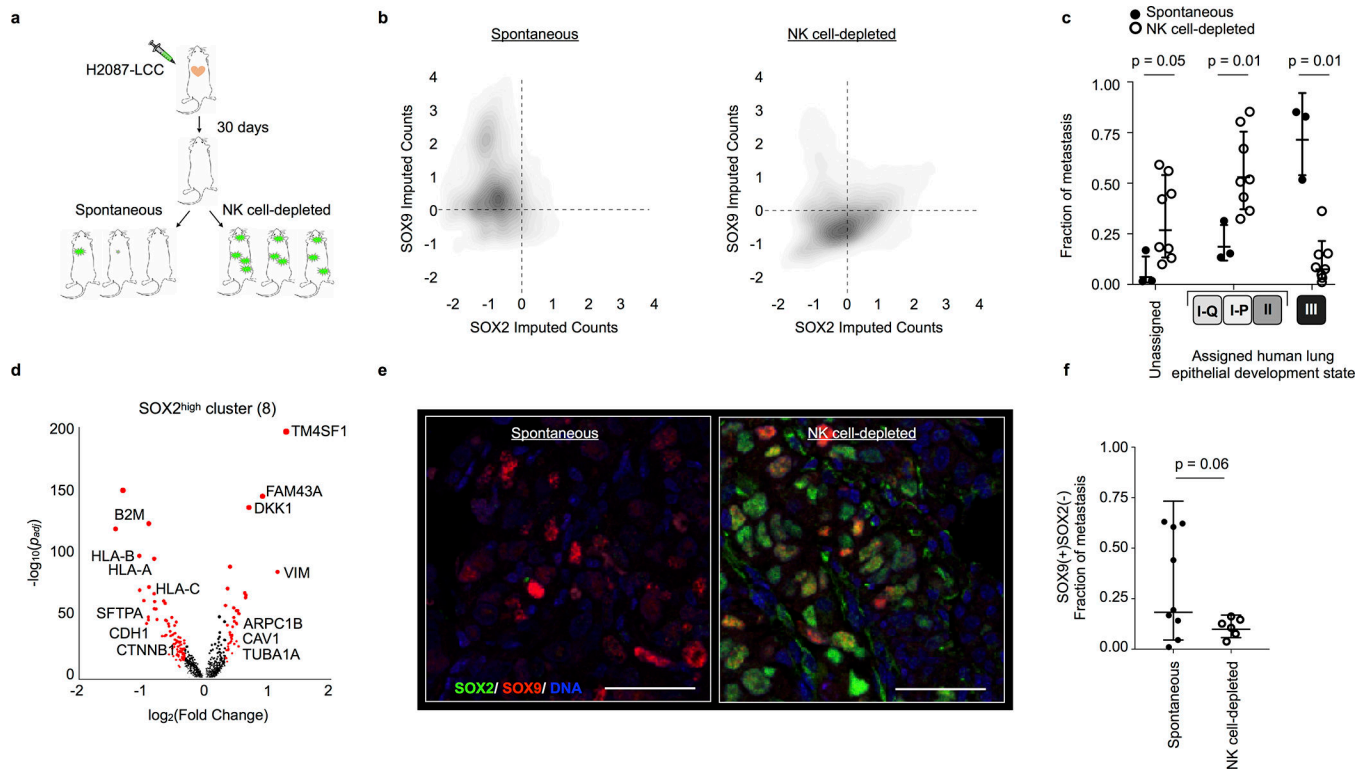 a
H2087-LCC
30 days
Spontaneous
NK cell-depleted
b
Spontaneous
NK cell-depleted
SOX9 Imputed Counts
4
3
2
1
0
-1
-2
-2
-1
0
1
2
3
4
SOX2 Imputed Counts
SOX9 Imputed Counts
4
3
2
1
0
-1
-2
-2
-1
0
1
2
3
4
SOX2 Imputed Counts
c
Spontaneous
NK cell-depleted
p = 0.05
p = 0.01
p = 0.01
Fraction of metastasis
1.00
0.75
0.50
0.25
0.00
Unassigned
I-Q
I-P
II
III
Assigned human lung
epithelial development state
d
SOX2high cluster (8)
-log10(padj)
200
150
100
50
0
TM4SF1
FAM43A
DKK1
B2M
HLA-B
HLA-A
VIM
HLA-C
SFTPA
ARPC1B
CDH1
CAV1
CTNNB1
TUBA1A
-2
-1
0
1
2
log2(Fold Change)
e
Spontaneous
NK cell-depleted
SOX2/ SOX9/ DNA
f
p = 0.06
SOX9(+)SOX2(-)
Fraction of metastasis
1.00
0.75
0.50
0.25
0.00
Spontaneous
NK cell-depleted